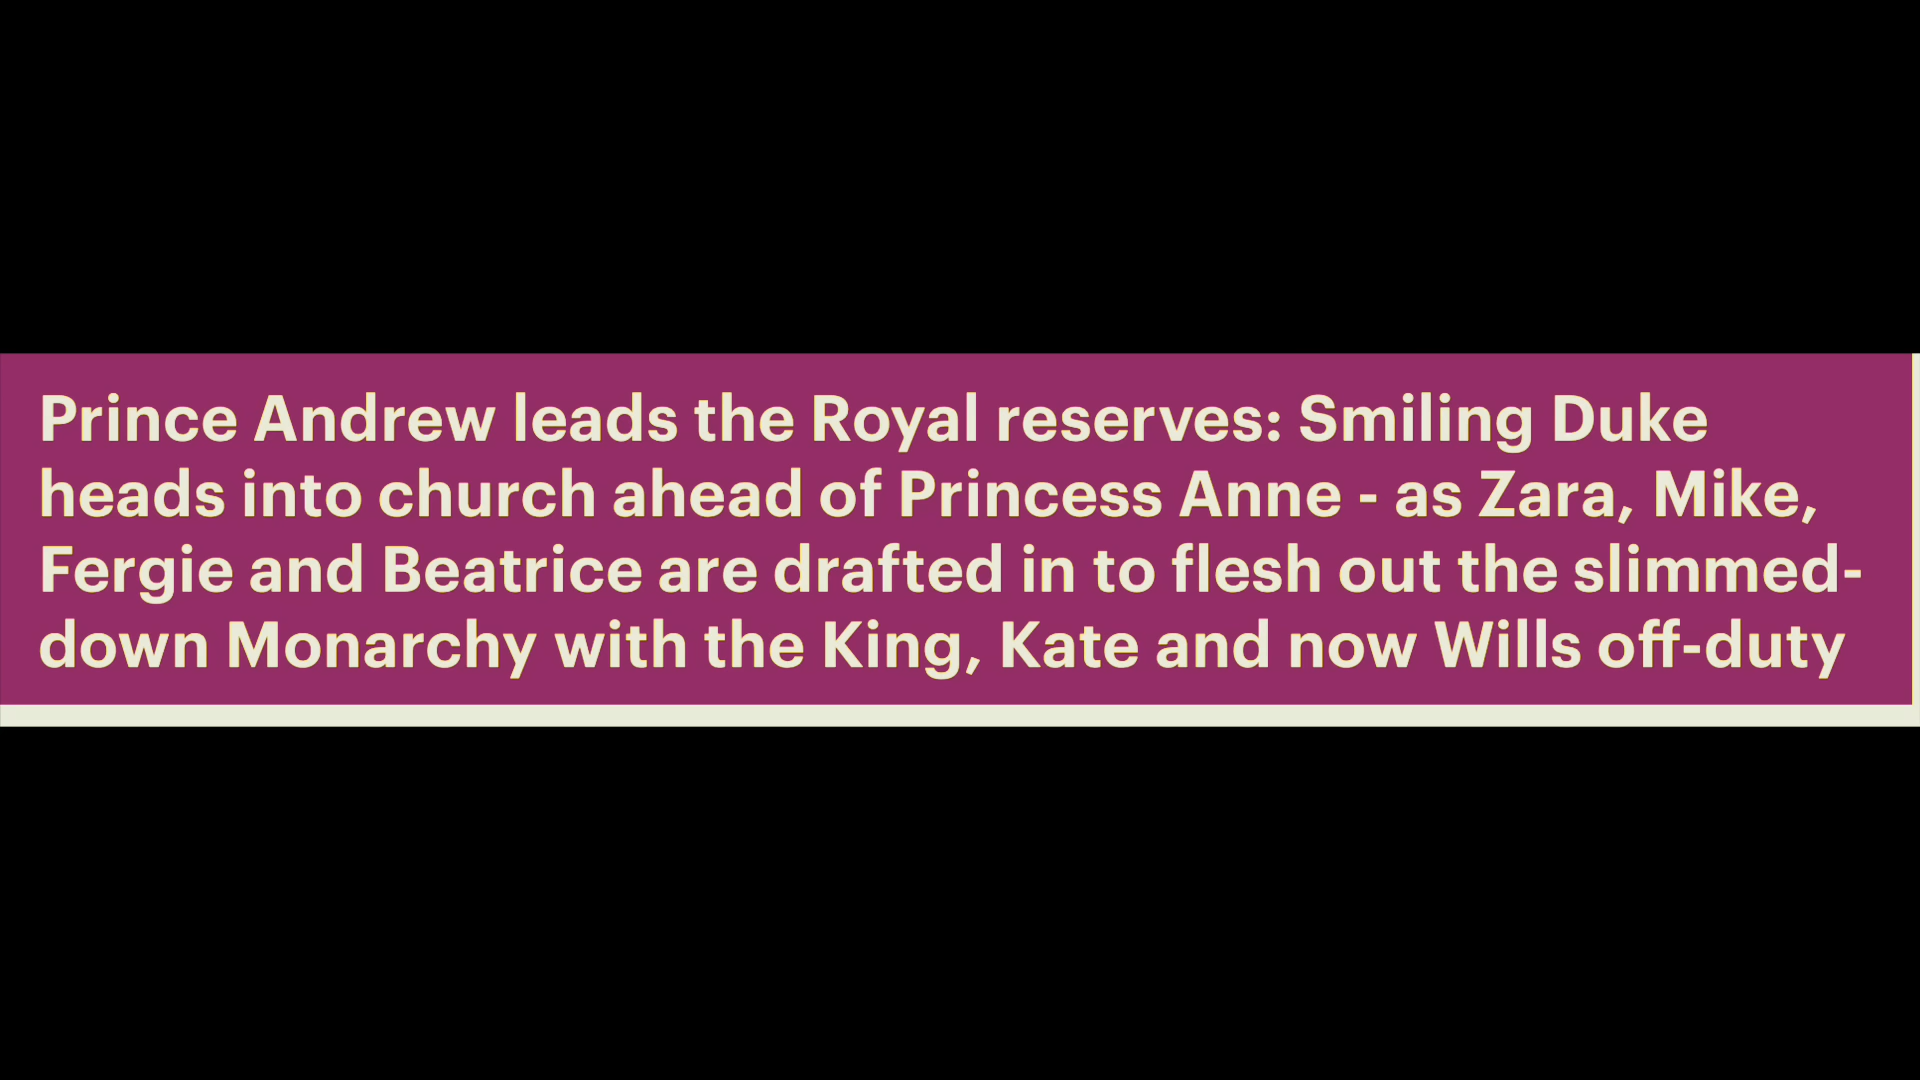 Prince Andrew leads the Royal reserves: Smiling Duke
heads into church ahead of Princess Anne - as Zara, Mike,
Fergie and Beatrice are drafted in to flesh out the slimmed-
down Monarchy with the King, Kate and now Wills off-duty